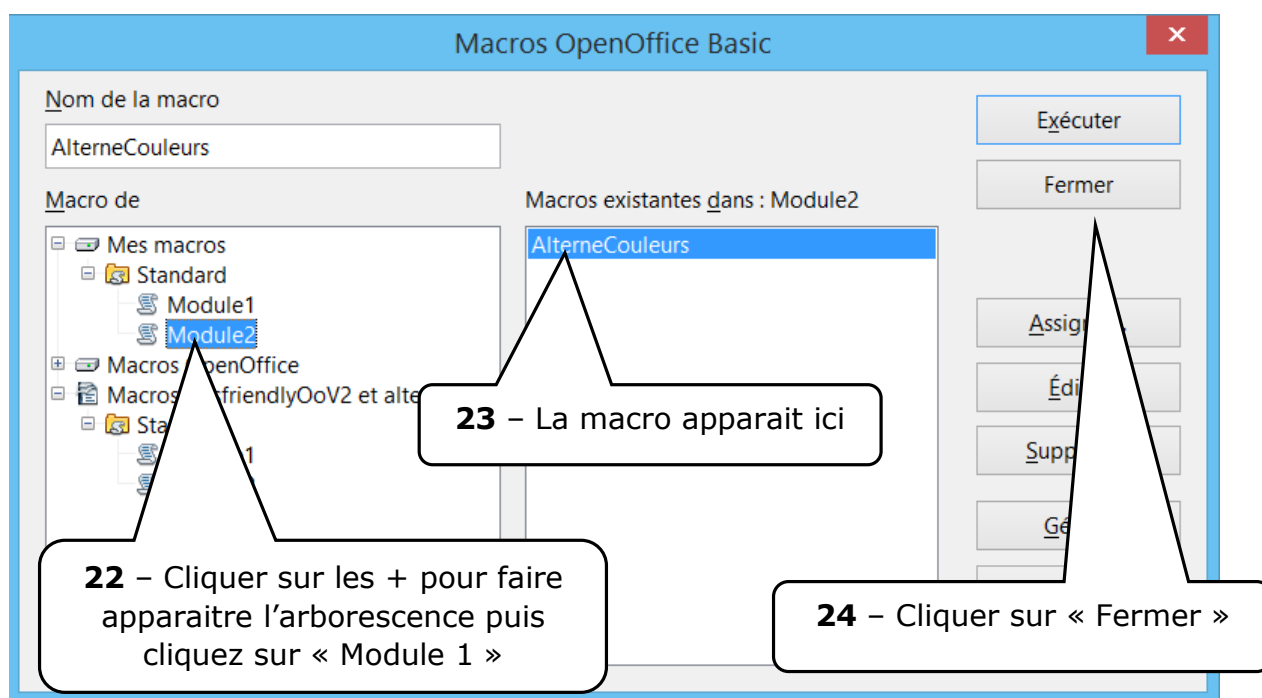 Macros OpenOffice Basic
Nom de la macro
AlterneCouleurs
Exécuter
Fermer
Macro de
Macros existantes dans : Module2
Mes macros
AlterneCouleurs
Standard
Module1
Module2
Macros
23 – La macro apparait ici
22 – Cliquer sur les + pour faire
apparaitre l’arborescence puis
cliquez sur « Module 1 »
24 – Cliquer sur « Fermer »